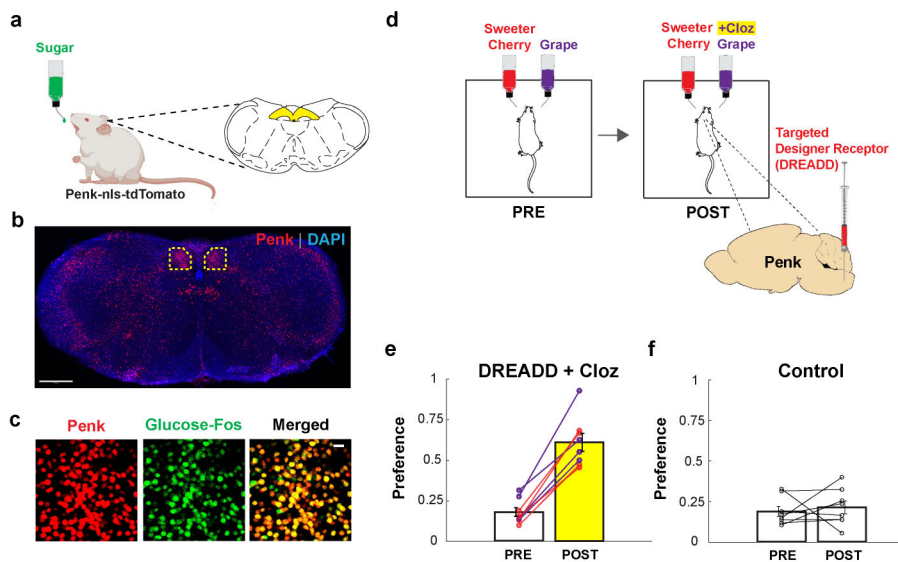 a
Sugar
Penk-nls-tdTomato
b
Penk | DAPI
c
Penk
Glucose-Fos
Merged
d
Sweeter
Cherry
Grape
PRE
Sweeter
Cherry
+Cloz
Grape
POST
Targeted
Designer Receptor
(DREADD)
Penk
e
DREADD + Cloz
Preference
1
0.75
0.5
0.25
0
PRE
POST
f
Control
Preference
1
0.75
0.5
0.25
0
PRE
POST